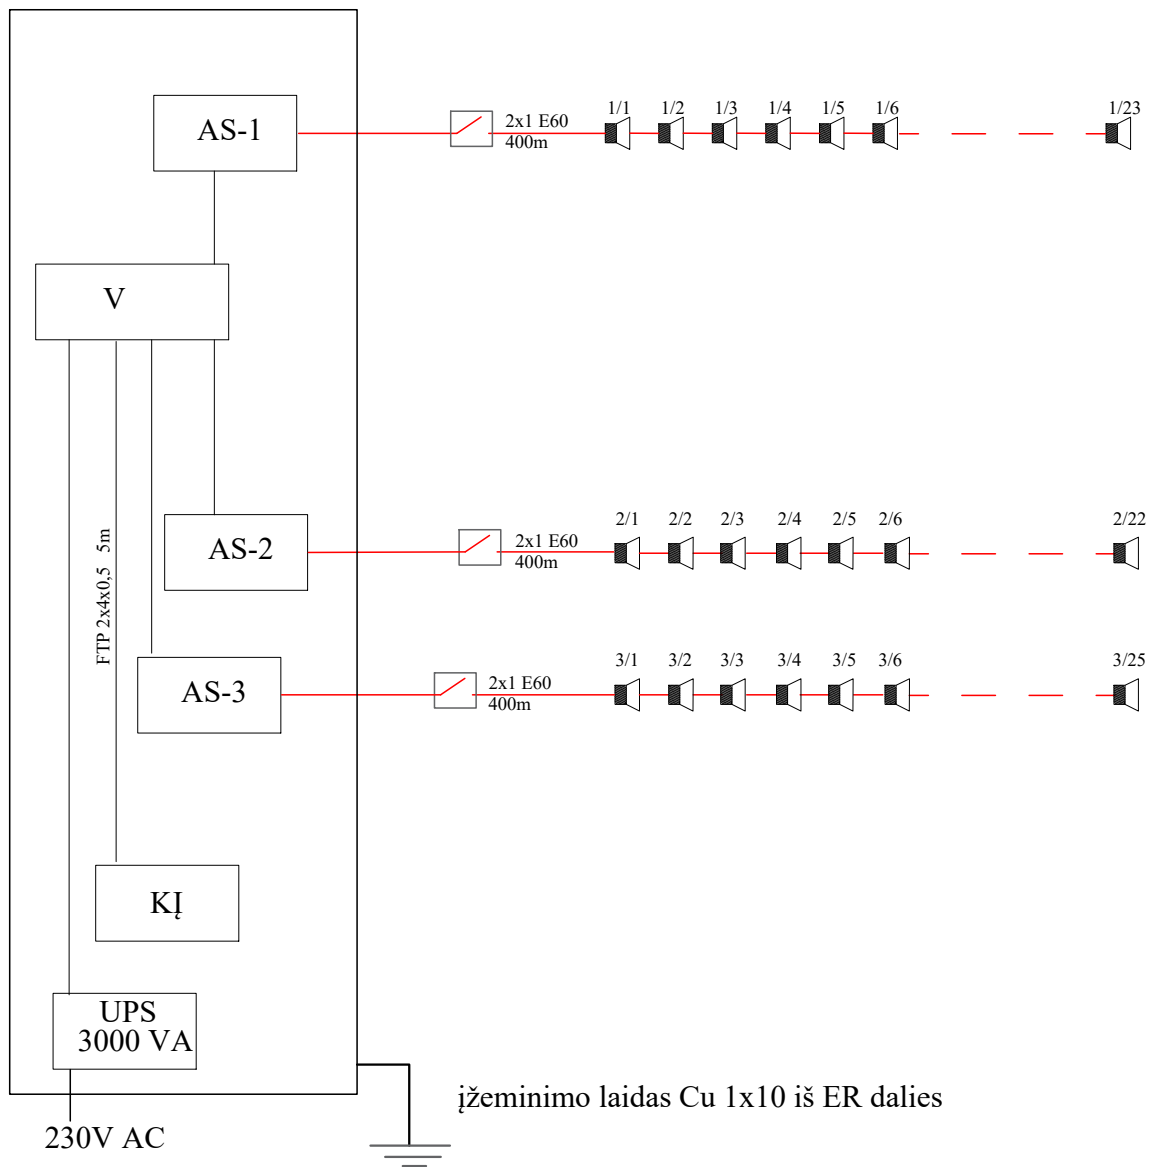 AS-1
2x1 E60
400m
1/1 1/2 1/3 1/4 1/5 1/6 1/23
V
AS-2
2x1 E60
400m
2/1 2/2 2/3 2/4 2/5 2/6 2/22
FTP 2x4x0,5 5m
AS-3
2x1 E60
400m
3/1 3/2 3/3 3/4 3/5 3/6 3/25
KĮ
UPS
3000 VA
įžeminimo laidas Cu 1x10 iš ER dalies
230V AC